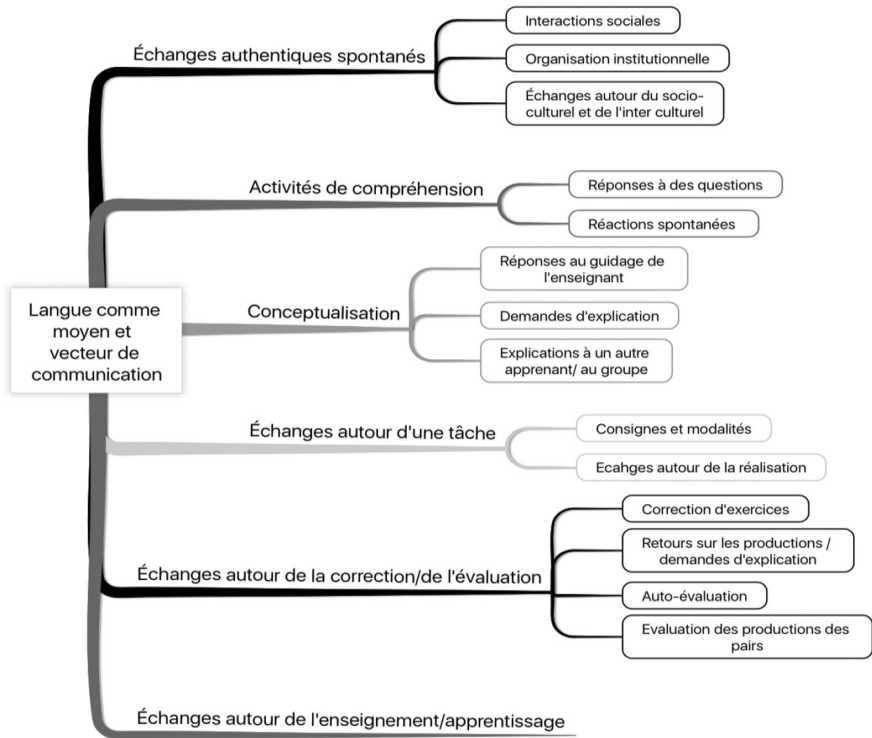 Échanges authentiques spontanés
Interactions sociales
Organisation institutionnelle
Échanges autour du socio-
culturel et de l'inter culturel
Activités de compréhension
Réponses à des questions
Réactions spontanées
Langue comme
moyen et
vecteur de
communication
Conceptualisation
Réponses au guidage de
l'enseignant
Demandes d'explication
Explications à un autre
apprenant/ au groupe
Échanges autour d'une tâche
Consignes et modalités
Ecahges autour de la réalisation
Échanges autour de la correction/de l'évaluation
Correction d'exercices
Retours sur les productions /
demandes d'explication
Auto-évaluation
Evaluation des productions des
pairs
Échanges autour de l'enseignement/apprentissage